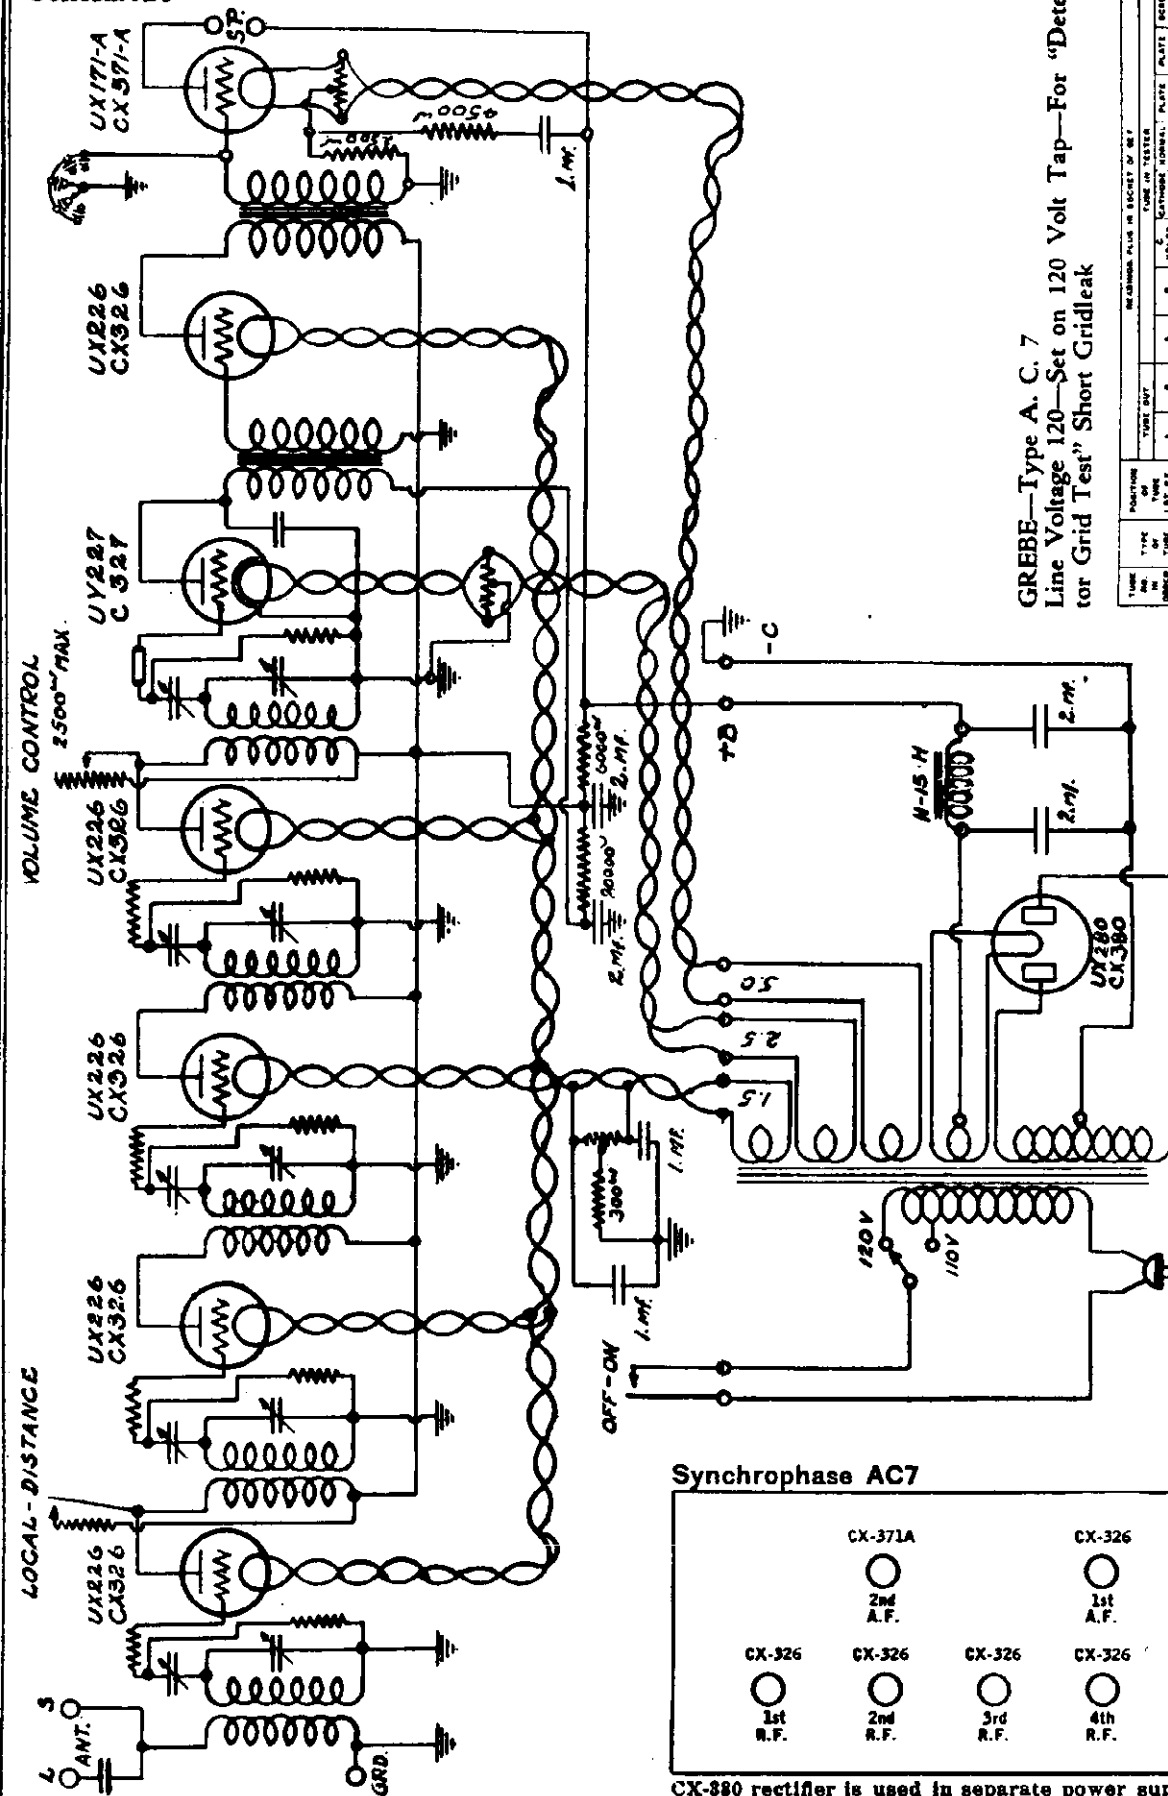 UX171-A
CX371-A
SP.
UX226
CX326
UY227
C 327
VOLUME CONTROL
2500ω MAX.
UX226
CX326
UX226
CX326
UX226
CX326
LOCAL - DISTANCE
UX226
CX326
L
S
ANT.
GRD.
4500ω
1. Mf.
2. Mf.
2. Mf.
300ω
1. Mf.
1. Mf.
5.0
2.5
1.5
+B
-C
H-15-H
2. Mf.
2. Mf.
UX280
CX380
120V
110V
OFF-ON
GREBE—Type A. C. 7
Line Voltage 120—Set on 120 Volt Tap—For “Dete
tor Grid Test” Short Gridleak
Synchrophase AC7
CX-371A
2nd
A.F.
CX-326
1st
A.F.
CX-326
1st
R.F.
CX-326
2nd
R.F.
CX-326
3rd
R.F.
CX-326
4th
R.F.
CX-380 rectifier is used in separate power sup